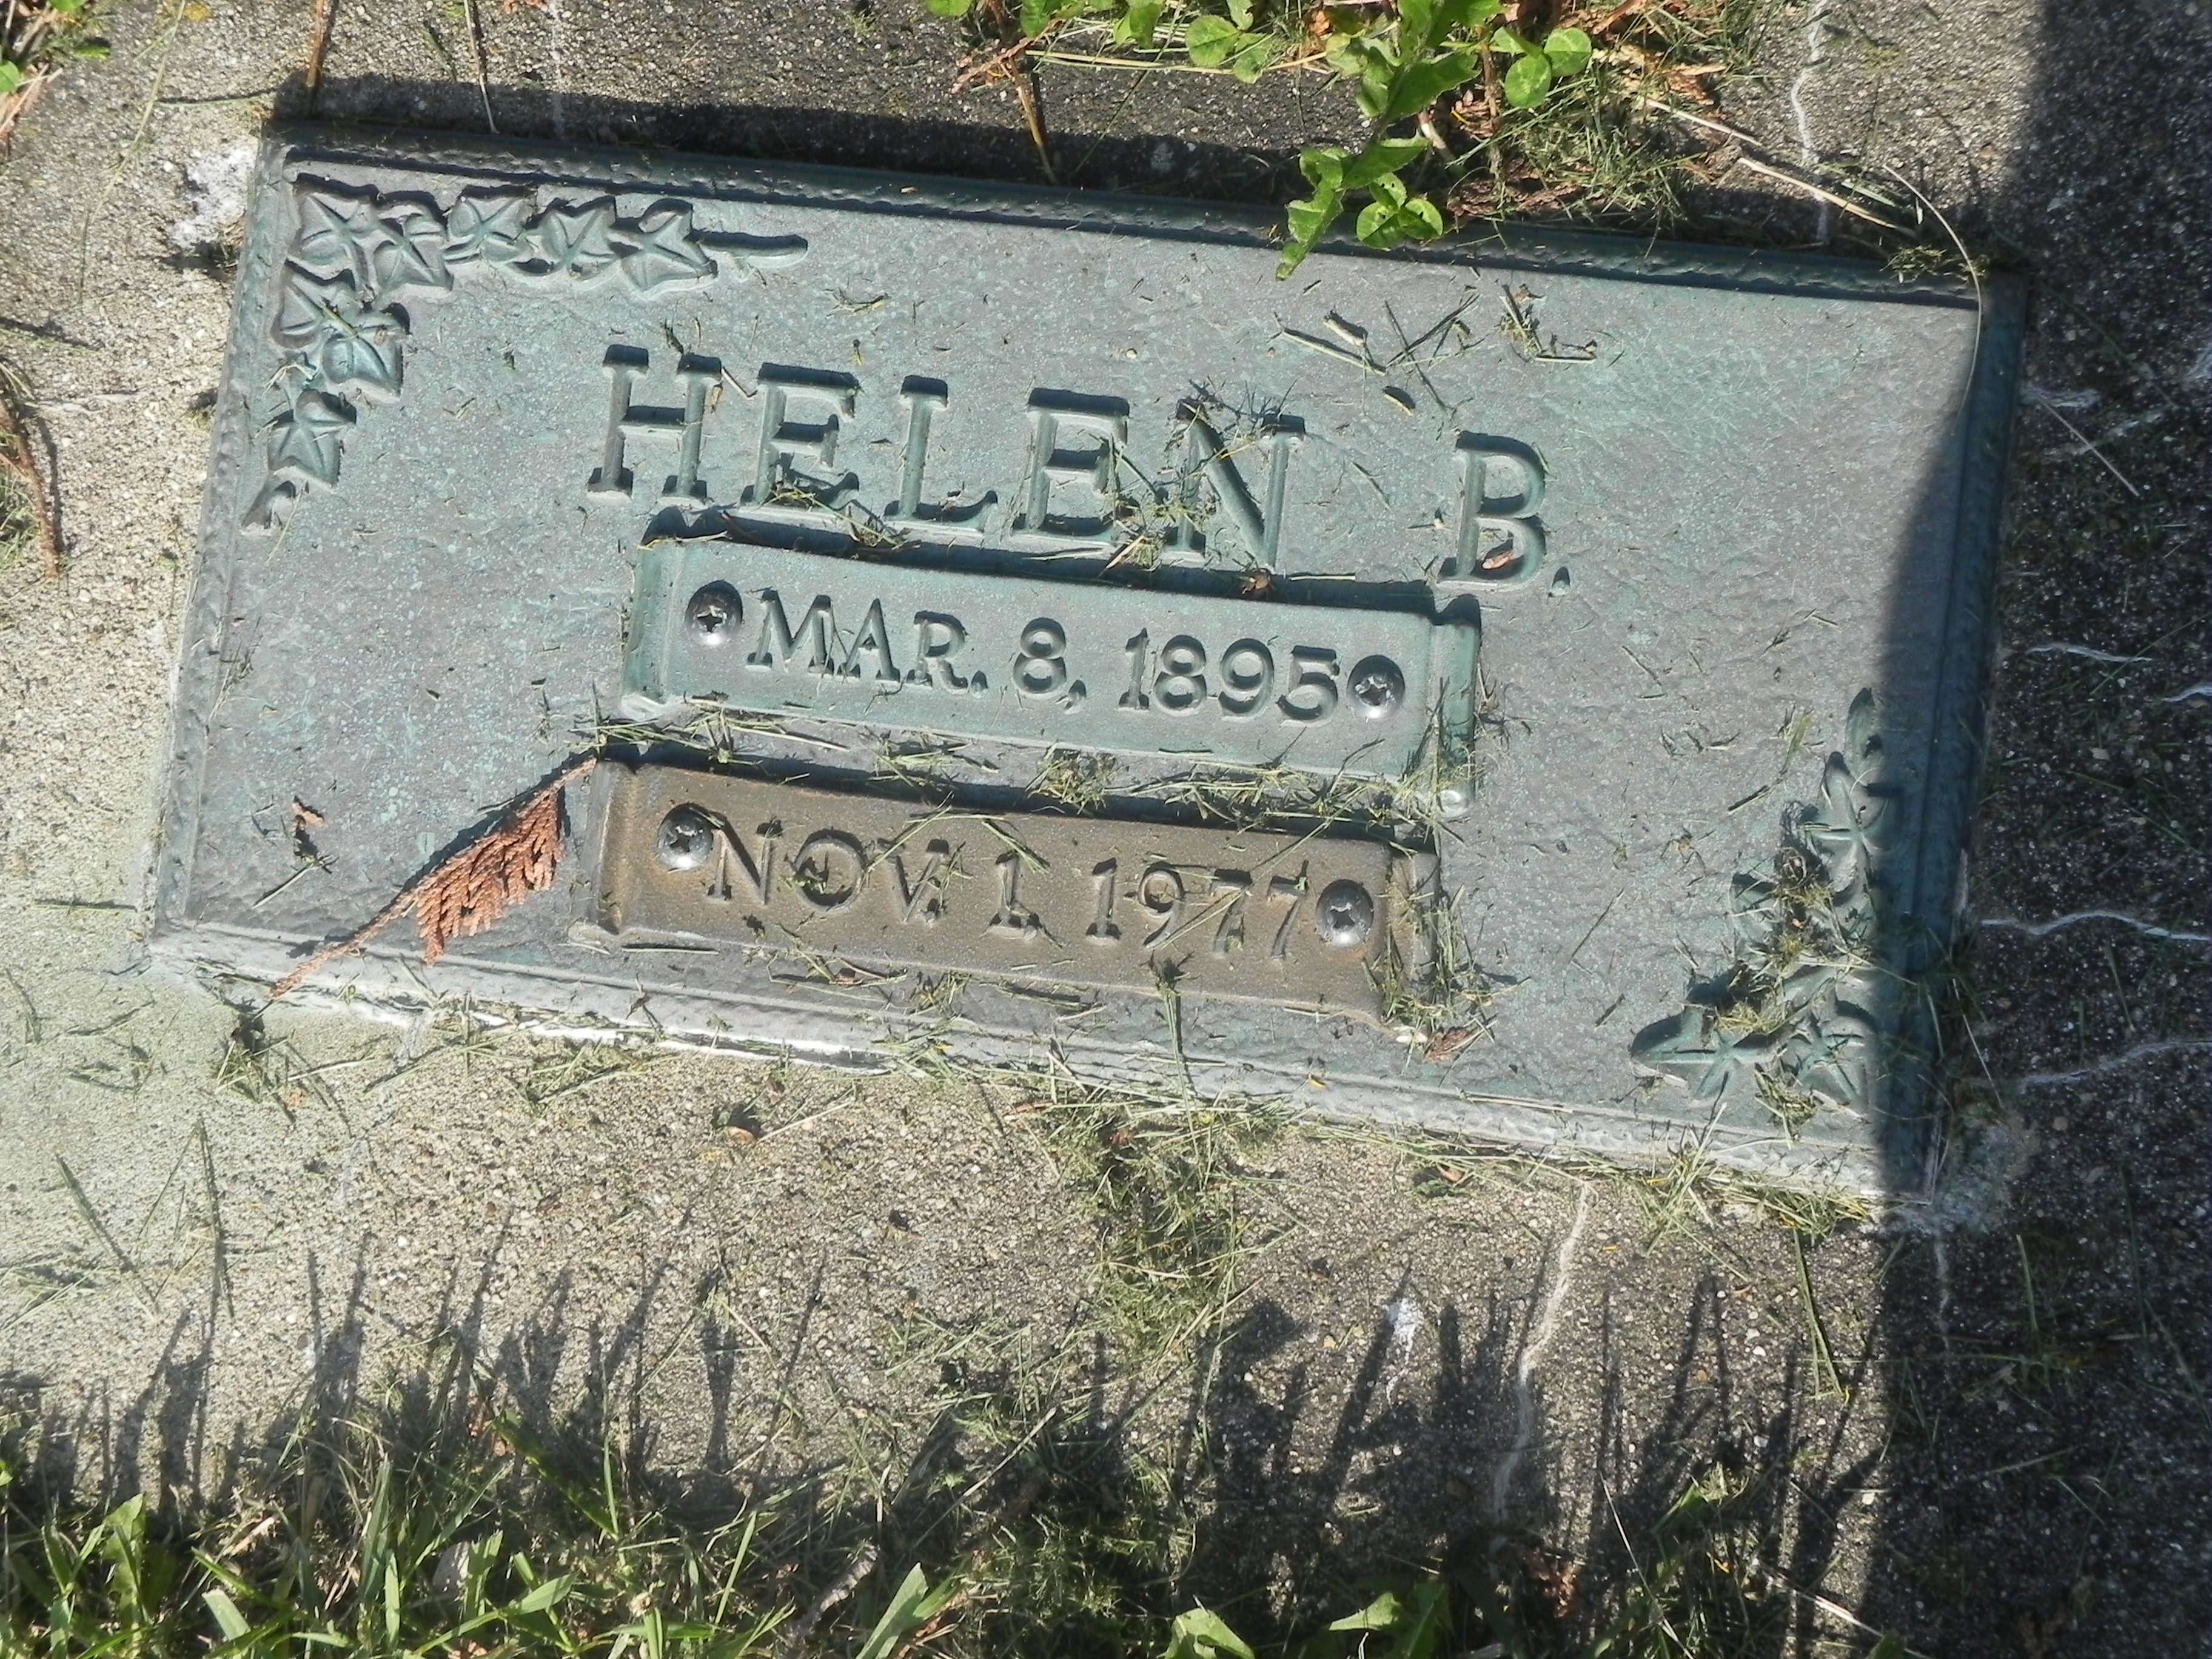 HELEN B.
MAR. 8, 1895
NOV. 1, 1977